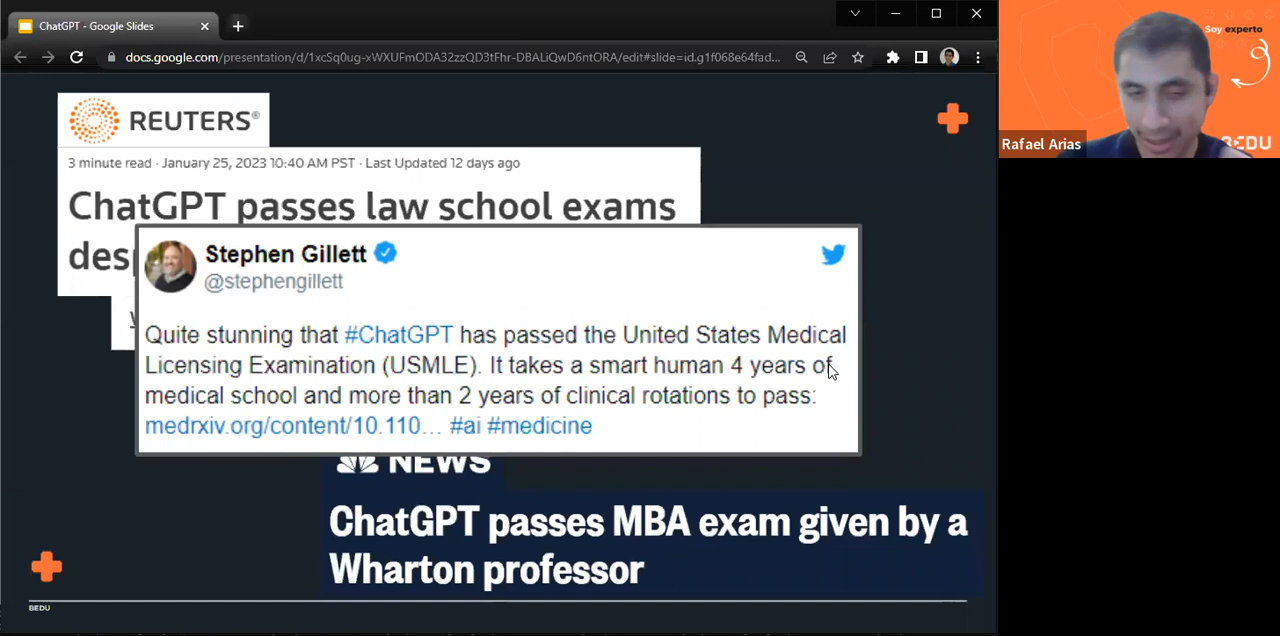 ChatGPT - Google Slides
docs.google.com/presentation/d/1xcSq0ug-xWXUFmODA32zzQD3tFhr-DBALiQwD6ntORA/edit#slide=id.g1f068e64fad...
REUTERS®
3 minute read · January 25, 2023 10:40 AM PST · Last Updated 12 days ago
ChatGPT passes law school exams
desp
Stephen Gillett
@stephengillett
Quite stunning that #ChatGPT has passed the United States Medical
Licensing Examination (USMLE). It takes a smart human 4 years of
medical school and more than 2 years of clinical rotations to pass:
medrxiv.org/content/10.110... #ai #medicine
NEWS
ChatGPT passes MBA exam given by a
Wharton professor
BEDU
Soy experto
BEDU
Rafael Arias